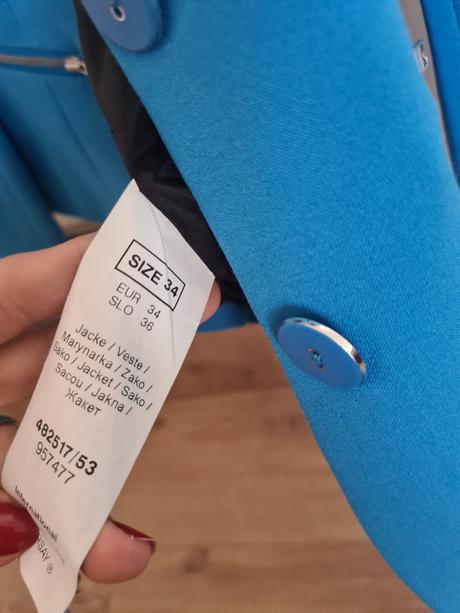 SIZE 34
EUR 34
SLO 36
Jacke / Veste /
Marynarka / Zakó /
Sako / Jacket / Sako /
Sacou / Jakna /
Жакет
482517/53
957477
International